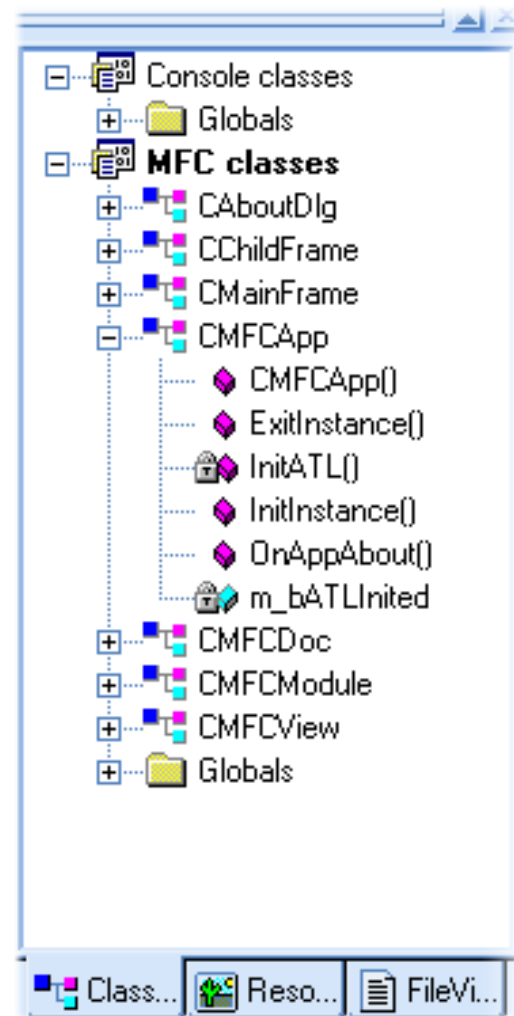 Console classes
Globals
MFC classes
CAboutDlg
CChildFrame
CMainFrame
CMFCApp
CMFCApp()
ExitInstance()
InitATL()
InitInstance()
OnAppAbout()
m_bATLInited
CMFCDoc
CMFCModule
CMFCView
Globals
Class... Reso... FileVi...